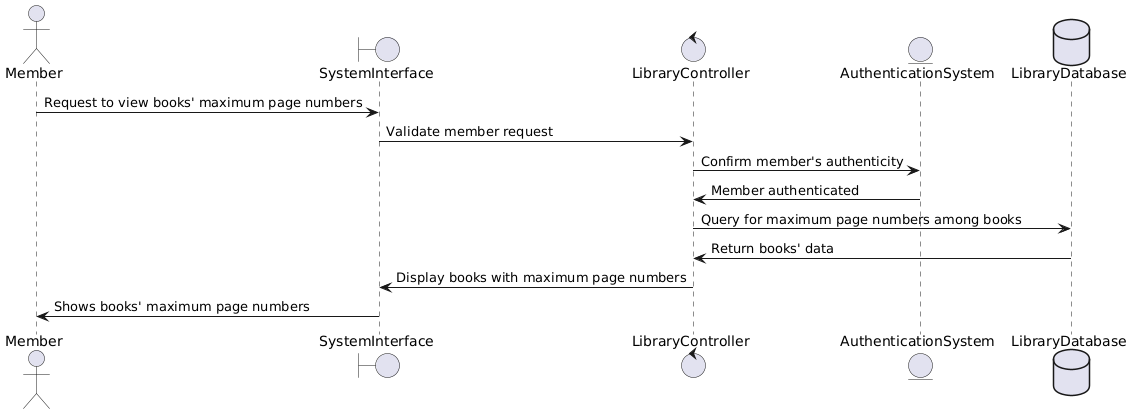 Member
SystemInterface
LibraryController
AuthenticationSystem
LibraryDatabase
Request to view books' maximum page numbers
Validate member request
Confirm member's authenticity
Member authenticated
Query for maximum page numbers among books
Return books' data
Display books with maximum page numbers
Shows books' maximum page numbers
Member
SystemInterface
LibraryController
AuthenticationSystem
LibraryDatabase